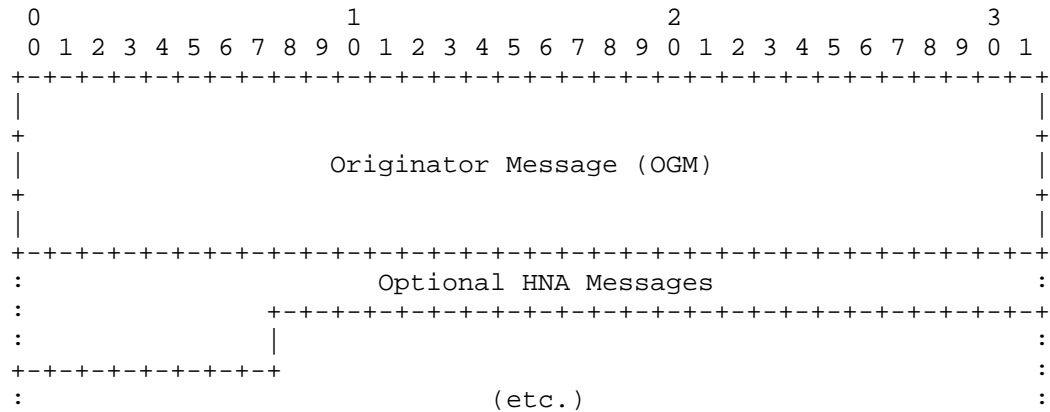 0                   1                   2                   3
 0 1 2 3 4 5 6 7 8 9 0 1 2 3 4 5 6 7 8 9 0 1 2 3 4 5 6 7 8 9 0 1
+-+-+-+-+-+-+-+-+-+-+-+-+-+-+-+-+-+-+-+-+-+-+-+-+-+-+-+-+-+-+-+-+
|                                                               |
+                                                               +
|                   Originator Message (OGM)                    |
+                                                               +
|                                                               |
+-+-+-+-+-+-+-+-+-+-+-+-+-+-+-+-+-+-+-+-+-+-+-+-+-+-+-+-+-+-+-+-+
:                      Optional HNA Messages                    :
:               +-+-+-+-+-+-+-+-+-+-+-+-+-+-+-+-+-+-+-+-+-+-+-+-+
:               |                                               :
+-+-+-+-+-+-+-+-+                                               :
:                             (etc.)                            :